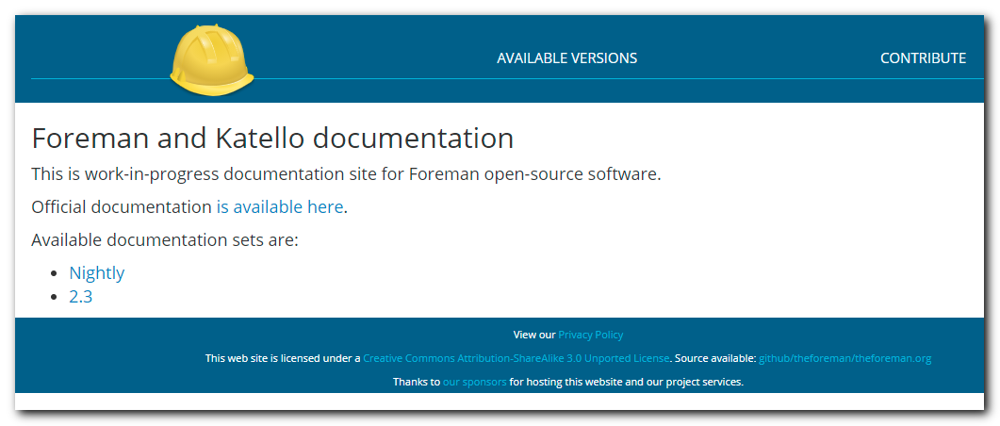 AVAILABLE VERSIONS CONTRIBUTE
Foreman and Katello documentation
This is work-in-progress documentation site for Foreman open-source software.
Official documentation is available here.
Available documentation sets are:
Nightly
2.3
View our Privacy Policy
This web site is licensed under a Creative Commons Attribution-ShareAlike 3.0 Unported License. Source available: github/theforeman/theforeman.org
Thanks to our sponsors for hosting this website and our project services.